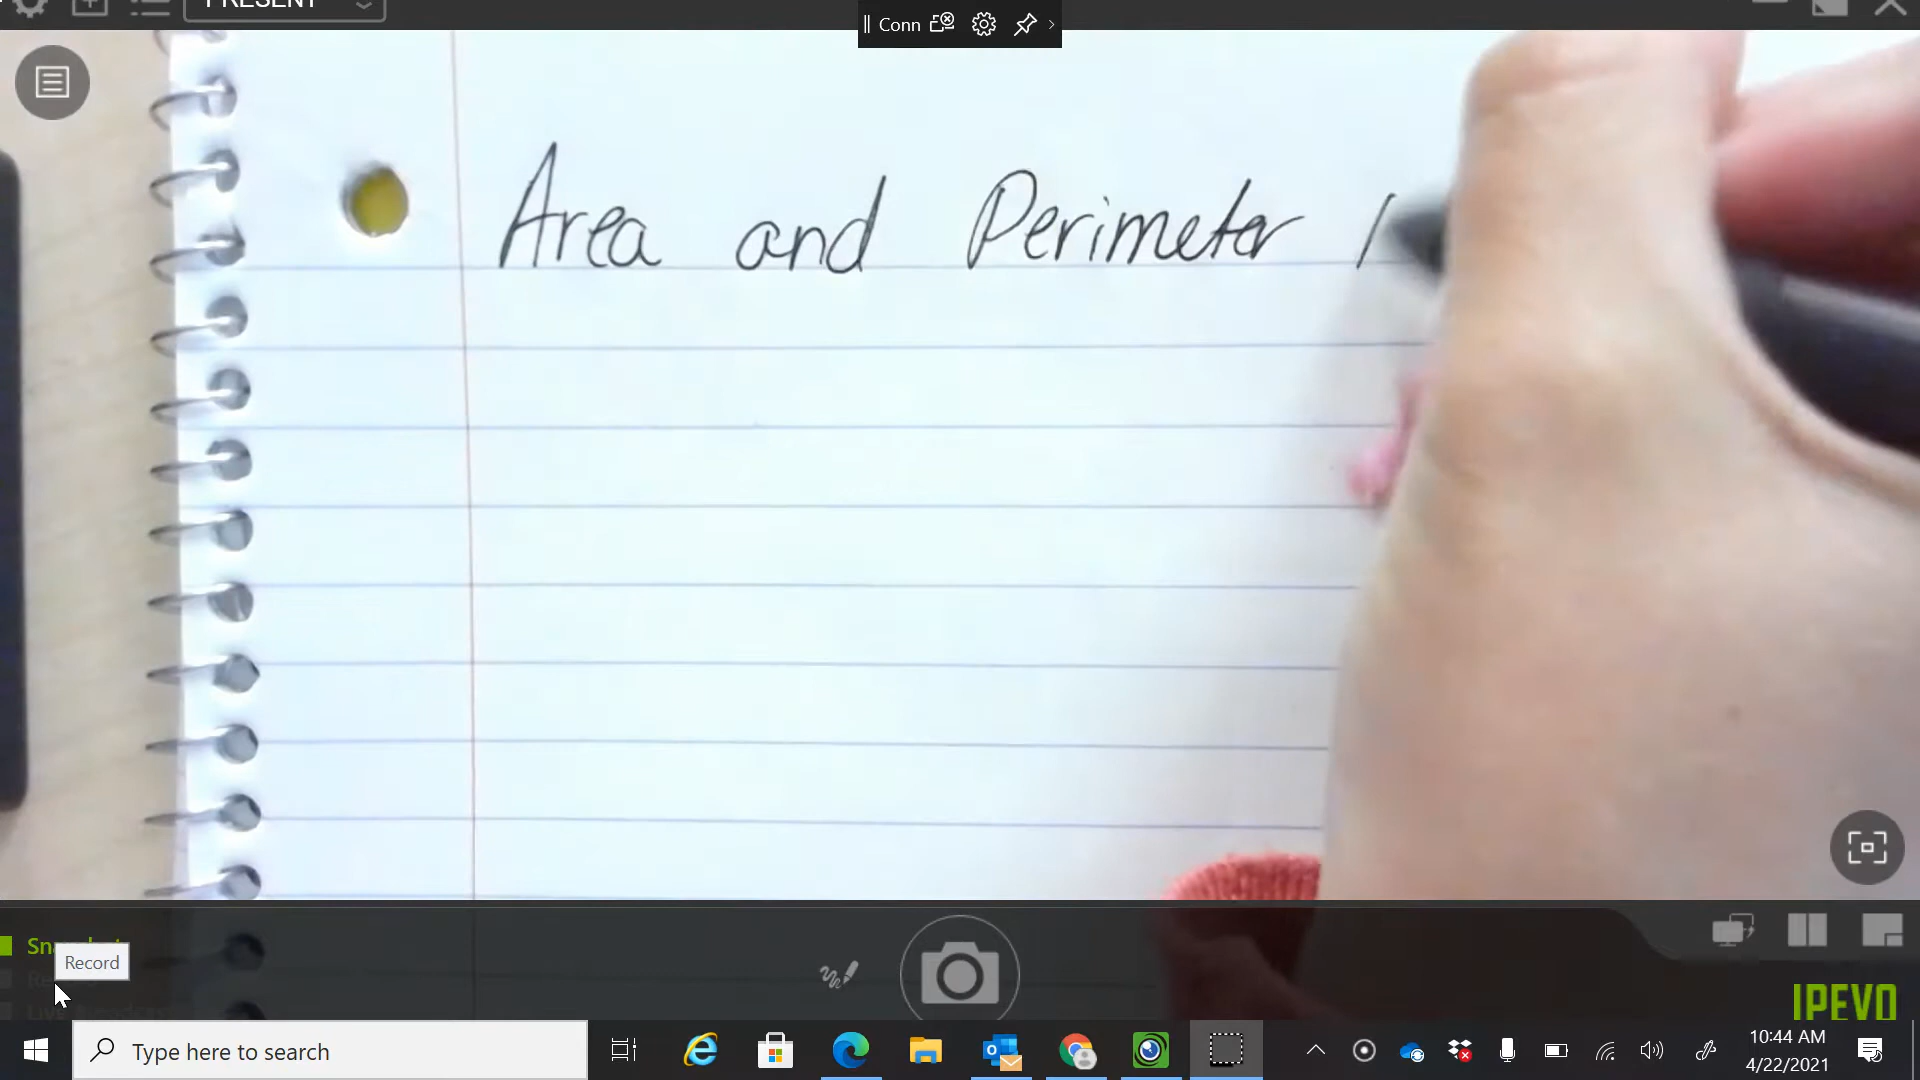 PRESENT
Conn
Area and Perimeter
Record
IPEVO
Type here to search
10:44 AM
4/22/2021